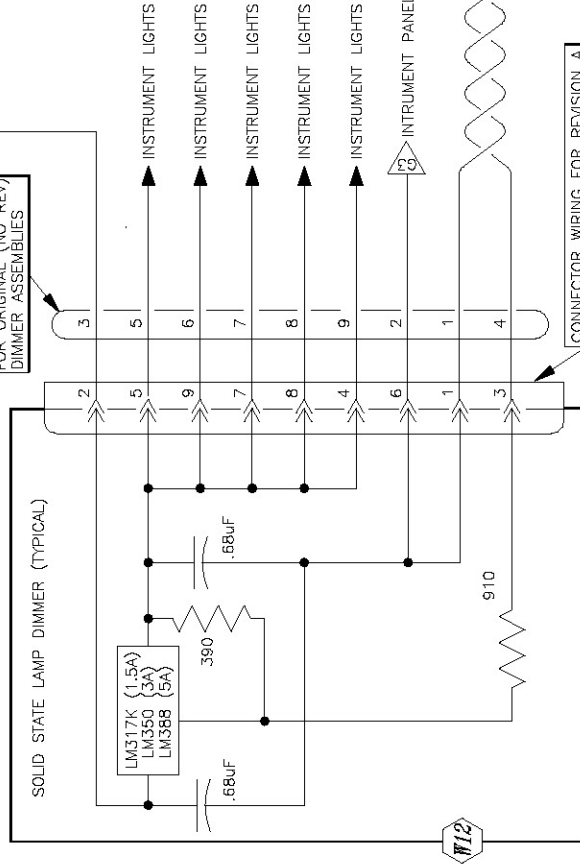 FOR ORIGINAL (NO REV)
DIMMER ASSEMBLIES
INSTRUMENT LIGHTS
INSTRUMENT LIGHTS
INSTRUMENT LIGHTS
INSTRUMENT LIGHTS
INSTRUMENT LIGHTS
G3
INTRUMENT PANEL
CONNECTOR WIRING FOR REVISION A
3
5
6
7
8
9
2
1
4
2
5
9
7
8
4
6
1
3
SOLID STATE LAMP DIMMER (TYPICAL)
LM317K (1.5A)
LM350 (3A)
LM388 (5A)
.68uF
390
.68uF
910
W12